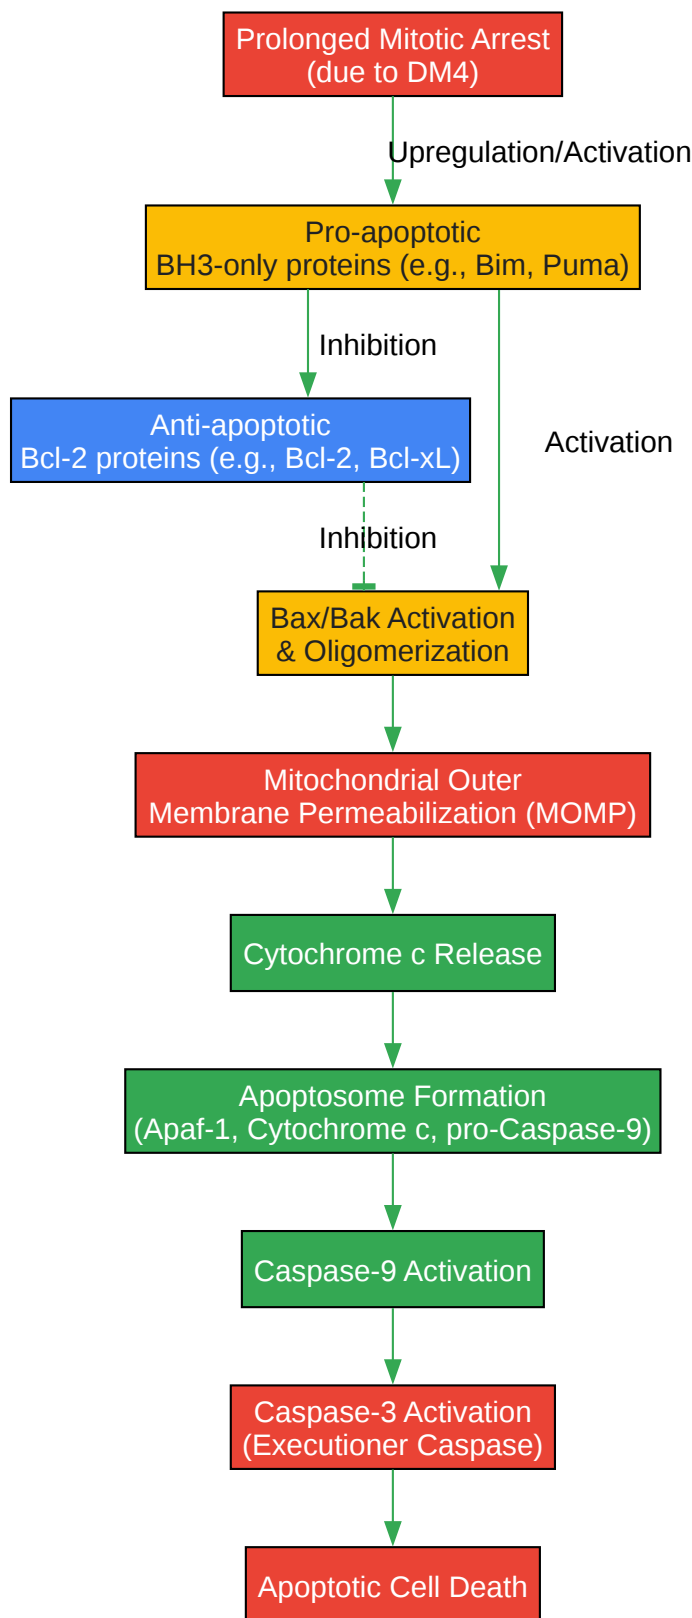 Prolonged Mitotic Arrest
(due to DM4)
Upregulation/Activation
Pro-apoptotic
BH3-only proteins (e.g., Bim, Puma)
Inhibition
Anti-apoptotic
Bcl-2 proteins (e.g., Bcl-2, Bcl-xL)
Activation
Inhibition
Bax/Bak Activation
& Oligomerization
Mitochondrial Outer
Membrane Permeabilization (MOMP)
Cytochrome c Release
Apoptosome Formation
(Apaf-1, Cytochrome c, pro-Caspase-9)
Caspase-9 Activation
Caspase-3 Activation
(Executioner Caspase)
Apoptotic Cell Death